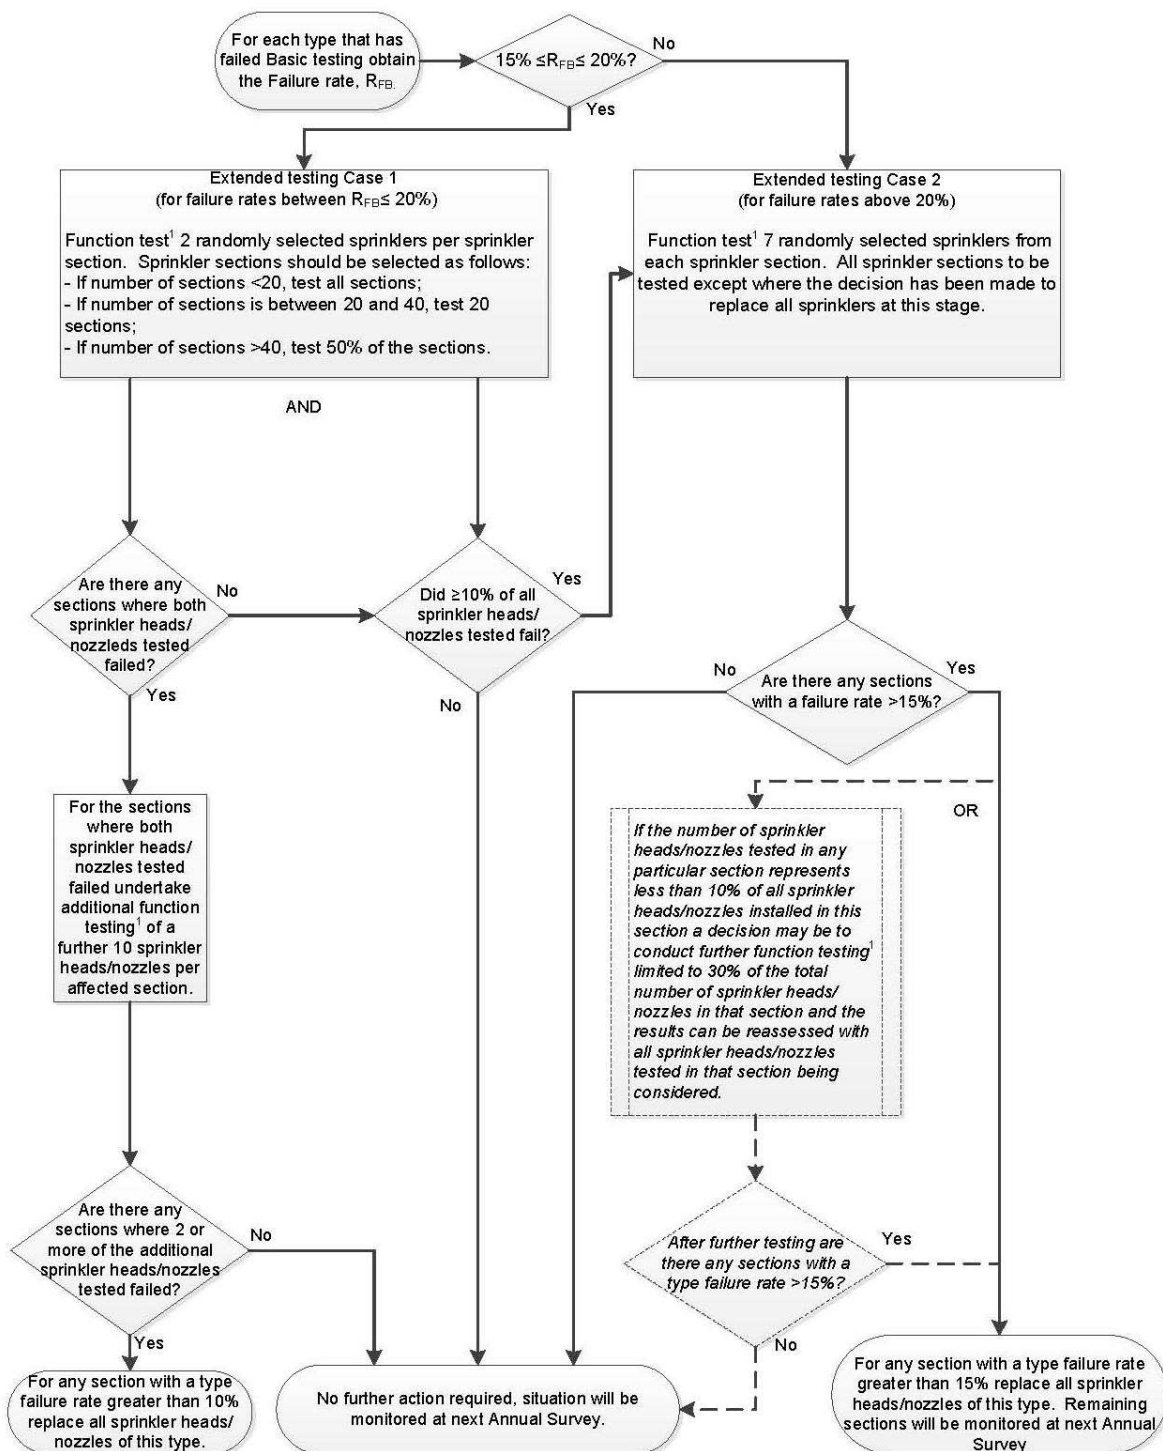 For each type that has
failed Basic testing obtain
the Failure rate, RFB.
15% ≤RFB≤ 20%?
No
Yes
Extended testing Case 1
(for failure rates between RFB≤ 20%)
Function test¹ 2 randomly selected sprinklers per sprinkler
section. Sprinkler sections should be selected as follows:
- If number of sections <20, test all sections;
- If number of sections is between 20 and 40, test 20
sections;
- If number of sections >40, test 50% of the sections.
Extended testing Case 2
(for failure rates above 20%)
Function test¹ 7 randomly selected sprinklers from
each sprinkler section. All sprinkler sections to be
tested except where the decision has been made to
replace all sprinklers at this stage.
AND
Are there any
sections where both
sprinkler heads/
nozzleds tested
failed?
No
Yes
Did ≥10% of all
sprinkler heads/
nozzles tested fail?
Yes
No
Are there any sections
with a failure rate >15%?
No
Yes
For the sections
where both
sprinkler heads/
nozzles tested
failed undertake
additional function
testing¹ of a
further 10 sprinkler
heads/nozzles per
affected section.
OR
If the number of sprinkler
heads/nozzles tested in any
particular section represents
less than 10% of all sprinkler
heads/nozzles installed in this
section a decision may be to
conduct further function testing¹
limited to 30% of the total
number of sprinkler heads/
nozzles in that section and the
results can be reassessed with
all sprinkler heads/nozzles
tested in that section being
considered.
Are there any
sections where 2 or
more of the additional
sprinkler heads/nozzles
tested failed?
No
Yes
After further testing are
there any sections with a
type failure rate >15%?
Yes
No
For any section with a type
failure rate greater than 10%
replace all sprinkler heads/
nozzles of this type.
No further action required, situation will be
monitored at next Annual Survey.
For any section with a type failure rate
greater than 15% replace all sprinkler
heads/nozzles of this type. Remaining
sections will be monitored at next Annual
Survey